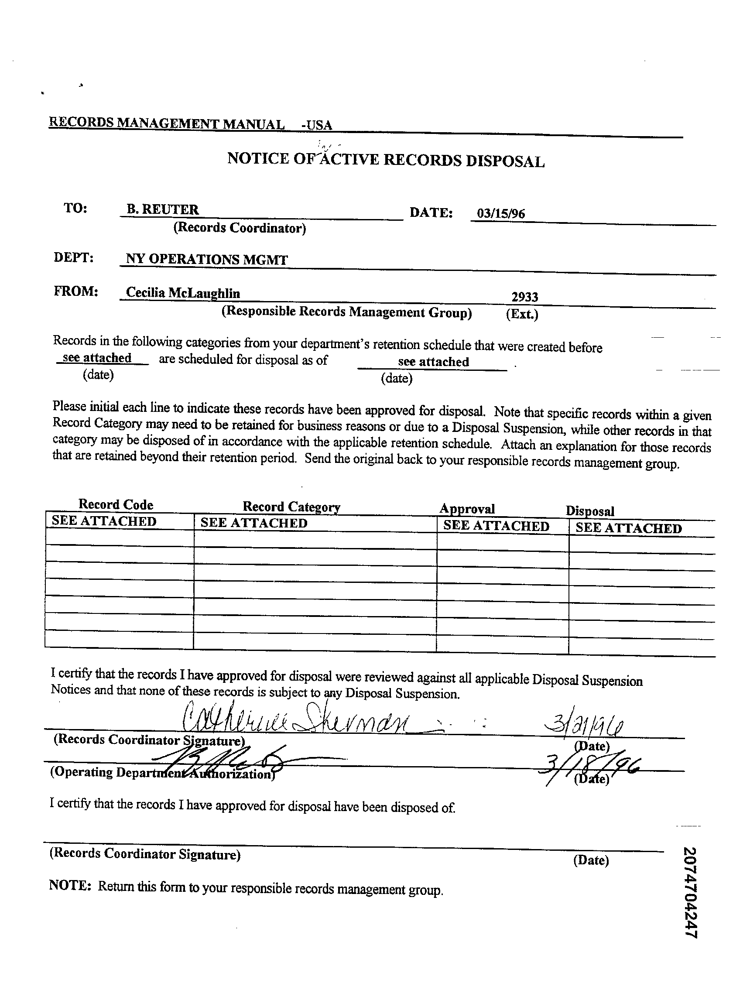 RECORDS MANAGEMENT MANUAL -USA
NOTICE OF ACTIVE RECORDS DISPOSAL
TO: B. REUTER DATE: 03/15/96
(Records Coordinator)
DEPT: NY OPERATIONS MGMT
FROM: Cecilia McLaughlin 2933
(Responsible Records Management Group) (Ext.)
Records in the following categories from your department's retention schedule that were created before
see attached are scheduled for disposal as of see attached .
(date) (date)
Please initial each line to indicate these records have been approved for disposal. Note that specific records within a given
Record Category may need to be retained for business reasons or due to a Disposal Suspension, while other records in that
category may be disposed of in accordance with the applicable retention schedule. Attach an explanation for those records
that are retained beyond their retention period. Send the original back to your responsible records management group.
Record Code Record Category Approval Disposal
SEE ATTACHED SEE ATTACHED SEE ATTACHED SEE ATTACHED
I certify that the records I have approved for disposal were reviewed against all applicable Disposal Suspension
Notices and that none of these records is subject to any Disposal Suspension.
Catherine Sherman 3/21/96
(Records Coordinator Signature) (Date)
3/18/96
(Operating Department Authorization) (Date)
I certify that the records I have approved for disposal have been disposed of.
(Records Coordinator Signature) (Date)
NOTE: Return this form to your responsible records management group.
2074704247